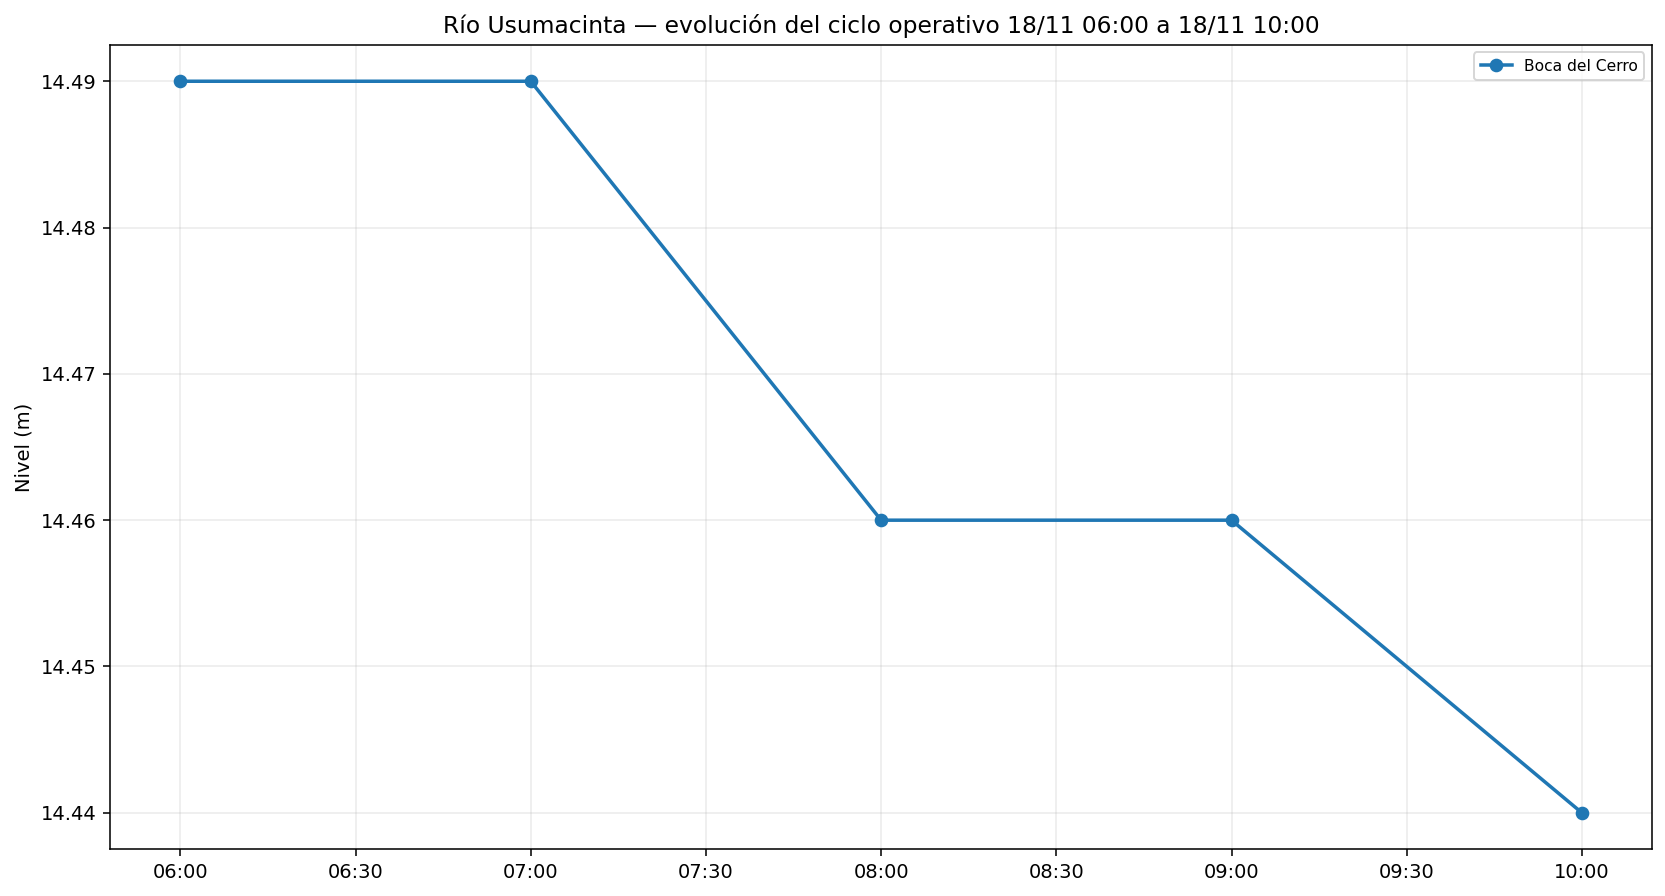 Río Usumacinta — evolución del ciclo operativo 18/11 06:00 a 18/11 10:00
Boca del Cerro
Nivel (m)
14.49
14.48
14.47
14.46
14.45
14.44
06:00 06:30 07:00 07:30 08:00 08:30 09:00 09:30 10:00